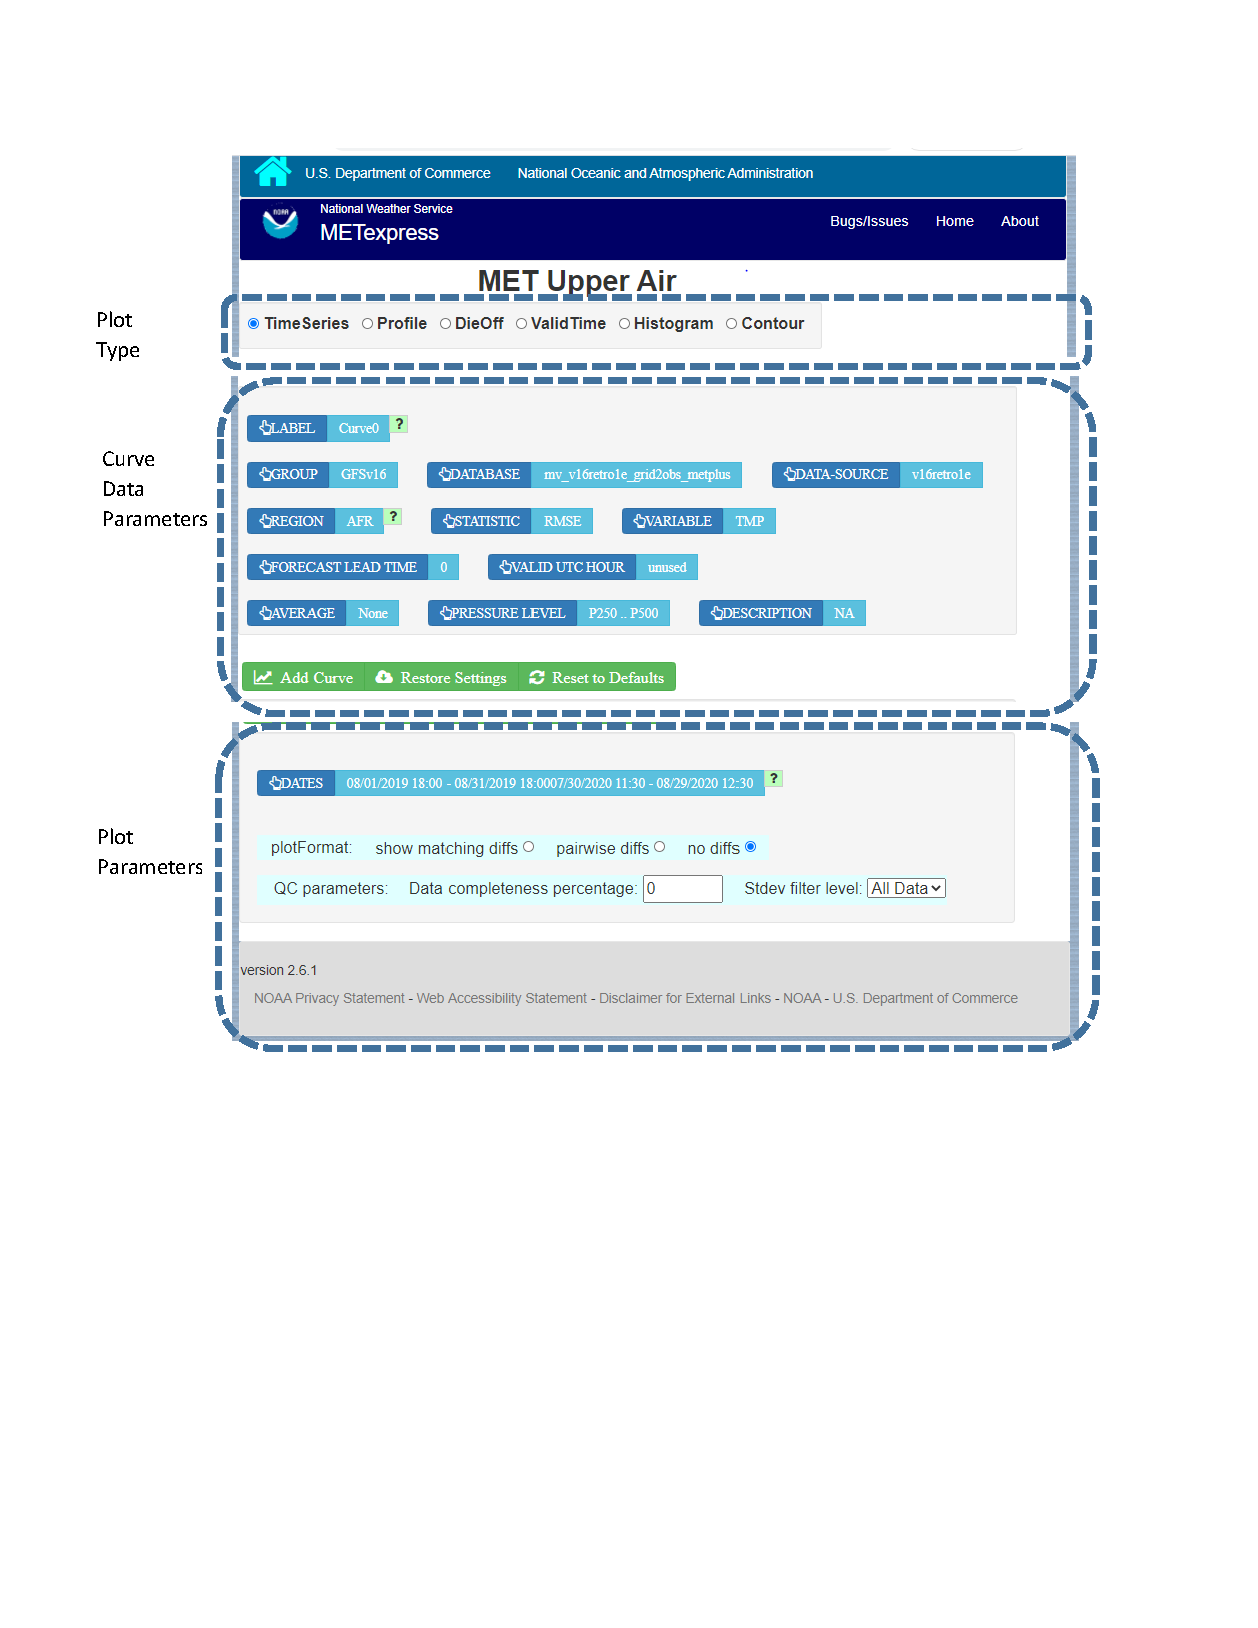 U.S. Department of Commerce National Oceanic and Atmospheric Administration
NOAA
National Weather Service
METexpress
Bugs/Issues Home About
MET Upper Air
Plot
Type
TimeSeries Profile DieOff ValidTime Histogram Contour
Curve
Data
Parameters
LABEL Curve0 ?
GROUP GFSv16 DATABASE mv_v16retro1e_grid2obs_metplus DATA-SOURCE v16retro1e
REGION AFR ? STATISTIC RMSE VARIABLE TMP
FORECAST LEAD TIME 0 VALID UTC HOUR unused
AVERAGE None PRESSURE LEVEL P250 .. P500 DESCRIPTION NA
Add Curve Restore Settings Reset to Defaults
Plot
Parameters
DATES 08/01/2019 18:00 - 08/31/2019 18:0007/30/2020 11:30 - 08/29/2020 12:30 ?
plotFormat: show matching diffs pairwise diffs no diffs
QC parameters: Data completeness percentage: 0 Stdev filter level: All Data
version 2.6.1
NOAA Privacy Statement - Web Accessibility Statement - Disclaimer for External Links - NOAA - U.S. Department of Commerce